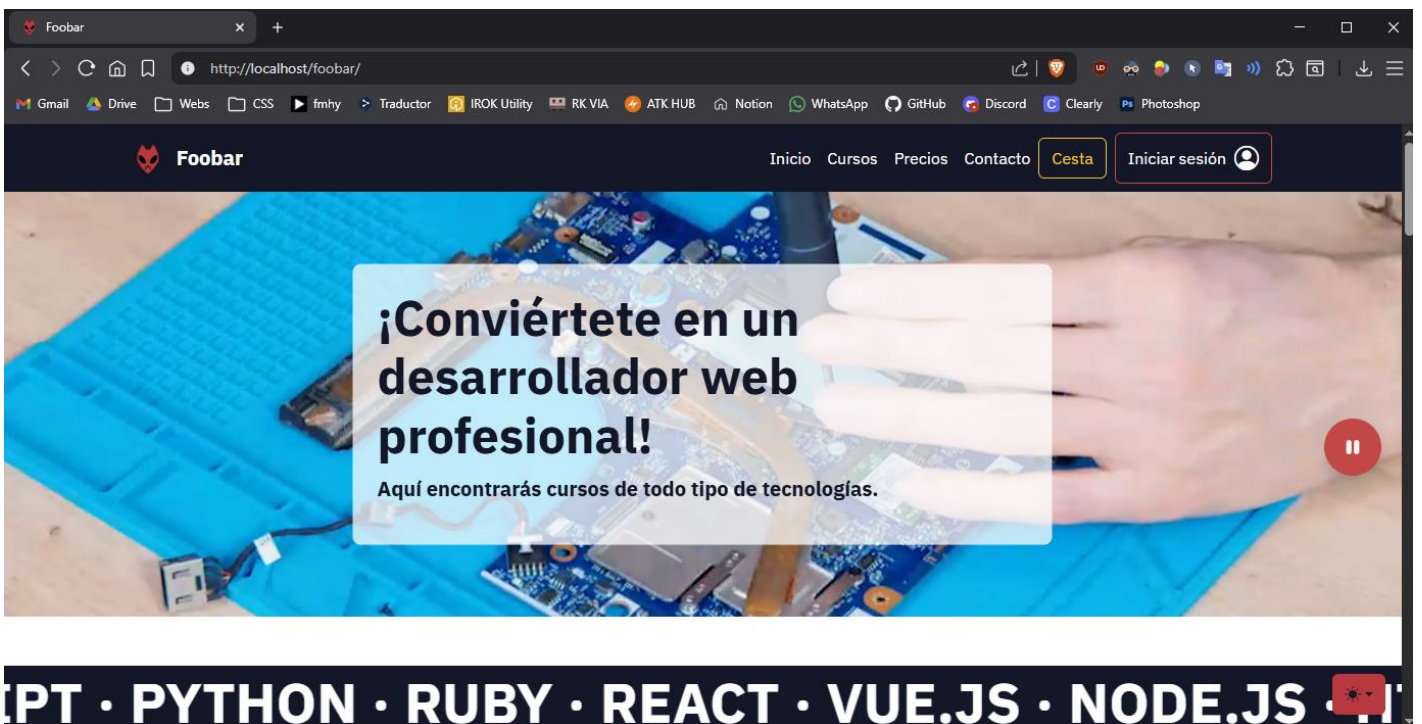 Foobar
http://localhost/foobar/
Gmail Drive Webs CSS fmhy Traductor IROK Utility RK VIA ATK HUB Notion WhatsApp GitHub Discord Clearly Photoshop
Foobar Inicio Cursos Precios Contacto Cesta Iniciar sesión
¡Conviértete en un
desarrollador web
profesional!
Aquí encontrarás cursos de todo tipo de tecnologías.
IPT · PYTHON · RUBY · REACT · VUE.JS · NODE.JS ·